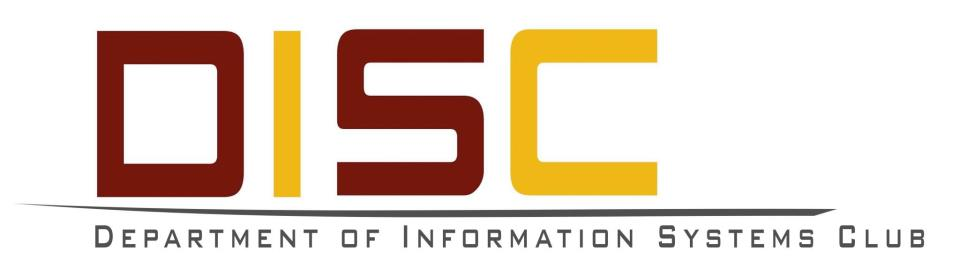 DISC
DEPARTMENT OF INFORMATION SYSTEMS CLUB